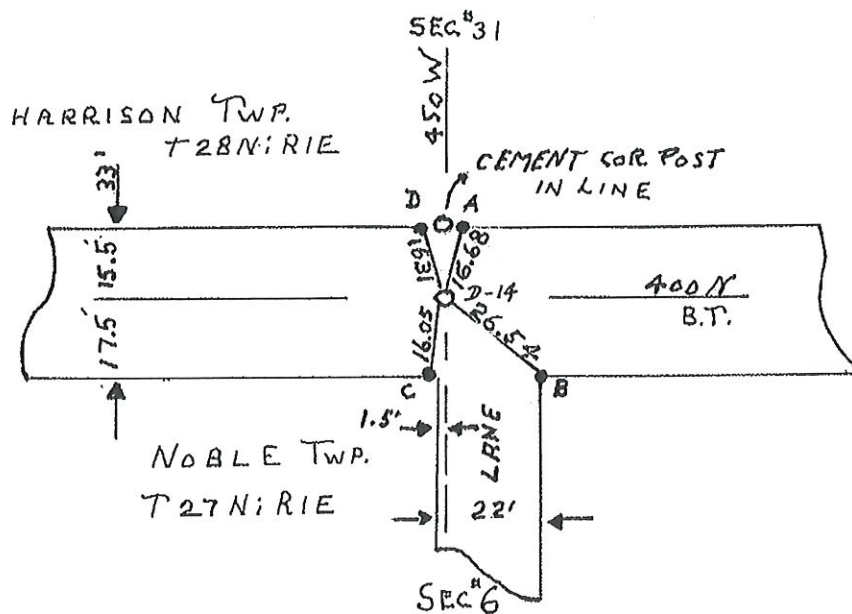 SEC#31
450 W
HARRISON TWP.
T28N; R1E
CEMENT COR. POST
IN LINE
33'
D
A
15.5'
16.31
16.68
D-14
400 N
B.T.
17.5'
16.05
26.54
C
B
1.5'
LANE
NOBLE TWP.
T27N; R1E
22'
SEC#6